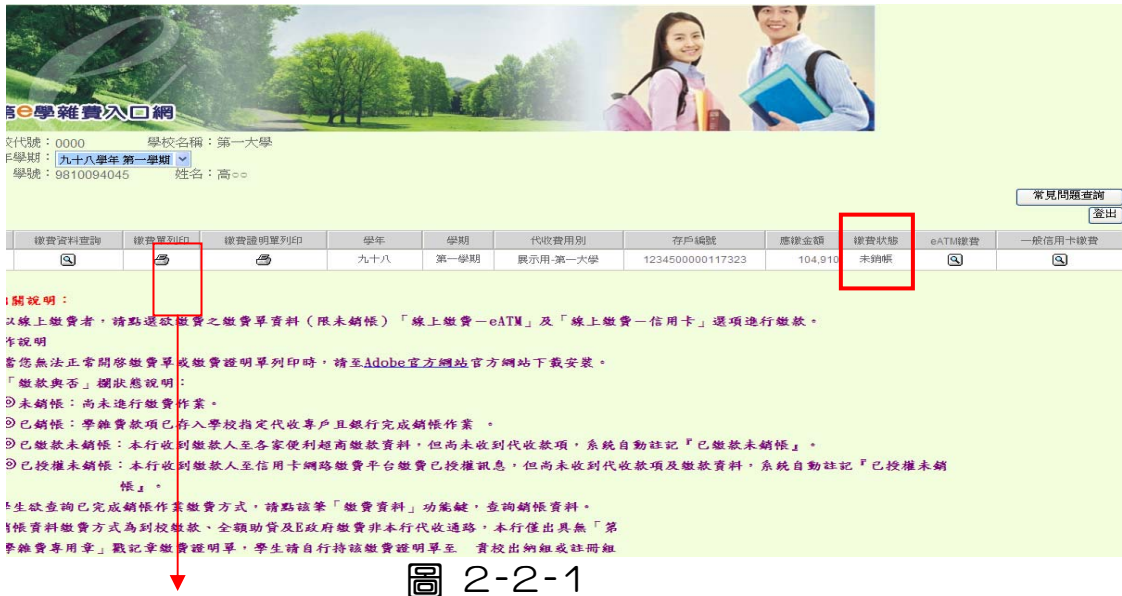 e學雜費入口網
代號：0000 學校名稱：第一大學
學期：九十八學年 第一學期
學號：9810094045 姓名：高○○
常見問題查詢
登出
繳費資料查詢 繳費單列印 繳費證明單列印 學年 學期 代收費用別 存戶編號 應繳金額 繳費狀態 eATM繳費 一般信用卡繳費
九十八 第一學期 展示用-第一大學 1234500000117323 104,910 未銷帳
關說明：
以線上繳費者，請點選欲繳費之繳費單資料（限未銷帳）「線上繳費－eATM」及「線上繳費－信用卡」選項進行繳款。
作說明
當您無法正常開啓繳費單或繳費證明單列印時，請至Adobe官方網站官方網站下載安裝。
「繳款與否」欄狀態說明：
◎未銷帳：尚未進行繳費作業。
◎已銷帳：學雜費款項已存入學校指定代收專戶且銀行完成銷帳作業 。
◎已繳款未銷帳：本行收到繳款人至各家便利超商繳款資料，但尚未收到代收款項，系統自動註記『已繳款未銷帳』。
◎已授權未銷帳：本行收到繳款人至信用卡網路繳費平台繳費已授權訊息，但尚未收到代收款項及繳款資料，系統自動註記『已授權未銷
帳』。
學生欲查詢已完成銷帳作業繳費方式，請點該筆「繳費資料」功能鍵，查詢銷帳資料。
銷帳資料繳費方式為到校繳款、全額助貸及E政府繳費非本行代收通路，本行僅出具無「第
學雜費專用章」戳記章繳費證明單，學生請自行持該繳費證明單至 貴校出納組或註冊組
圖 2-2-1